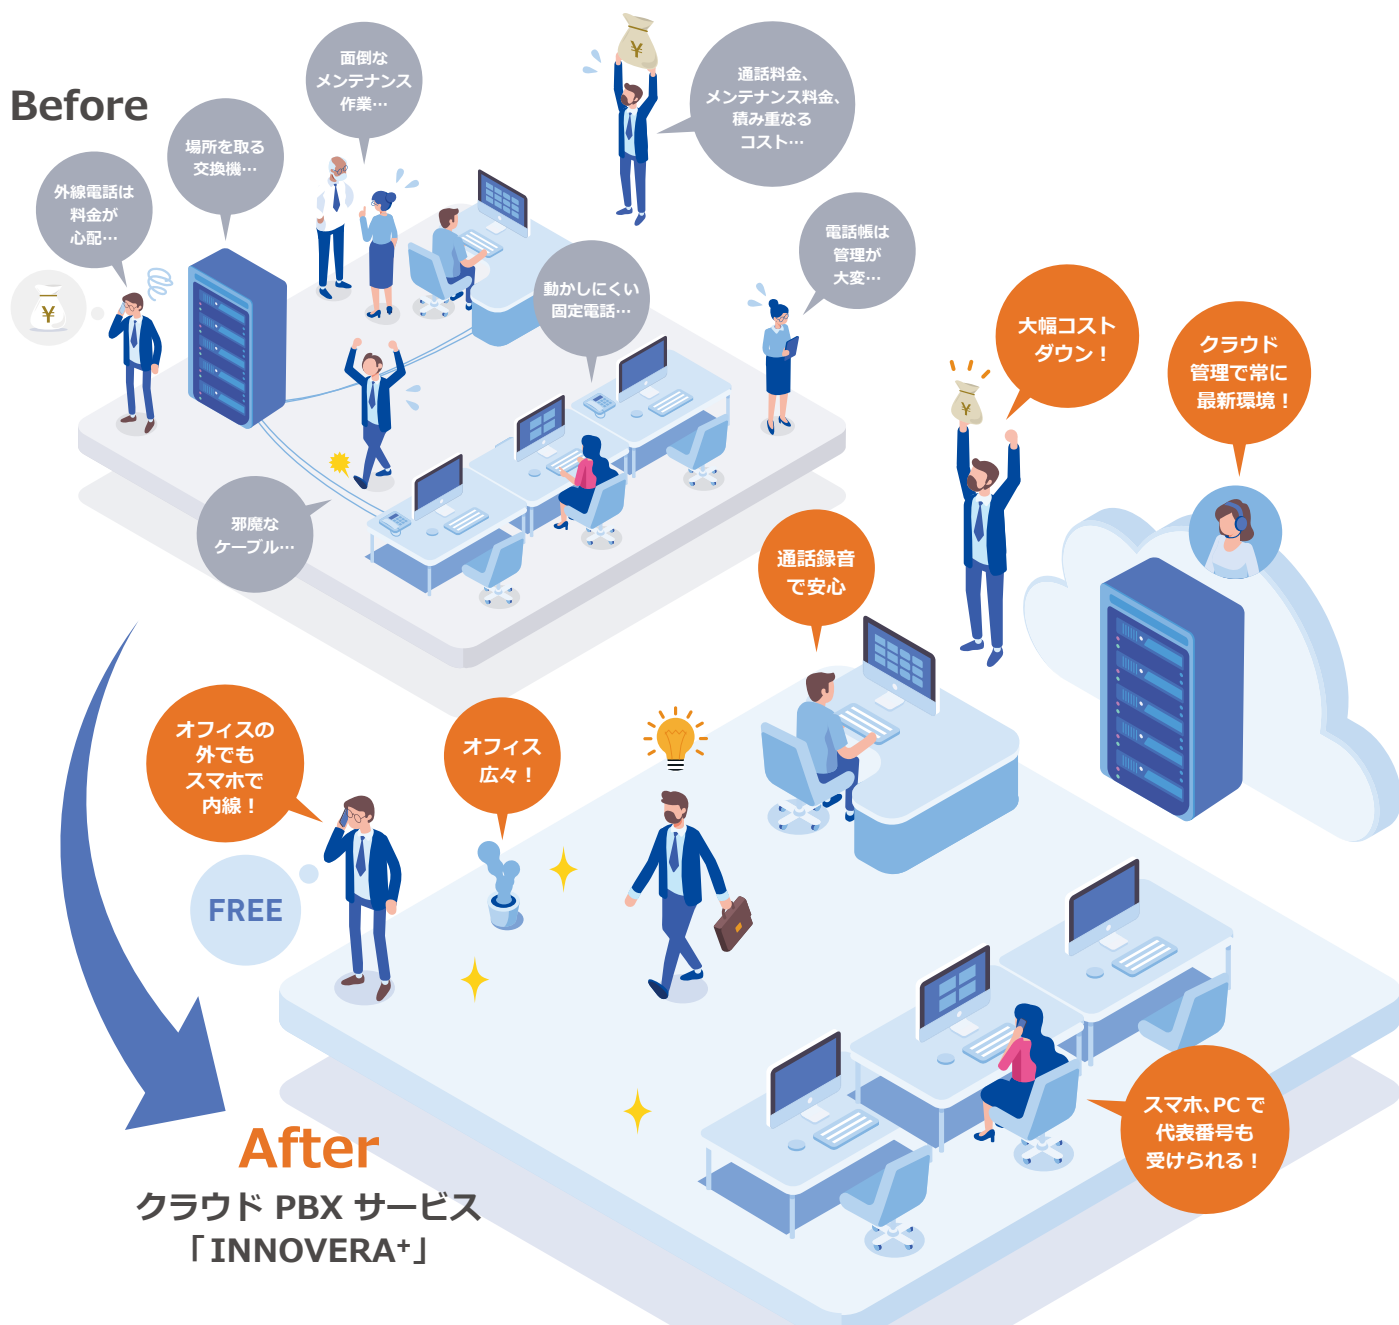 Before
外線電話は
料金が
心配…
¥
場所を取る
交換機…
面倒な
メンテナンス
作業…
¥
通話料金、
メンテナンス料金、
積み重なる
コスト…
動かしにくい
固定電話…
電話帳は
管理が
大変…
邪魔な
ケーブル…
大幅コスト
ダウン！
¥
クラウド
管理で常に
最新環境！
通話録音
で安心
オフィスの
外でも
スマホで
内線！
FREE
オフィス
広々！
スマホ、PC で
代表番号も
受けられる！
After
クラウド PBX サービス
「INNOVERA⁺」